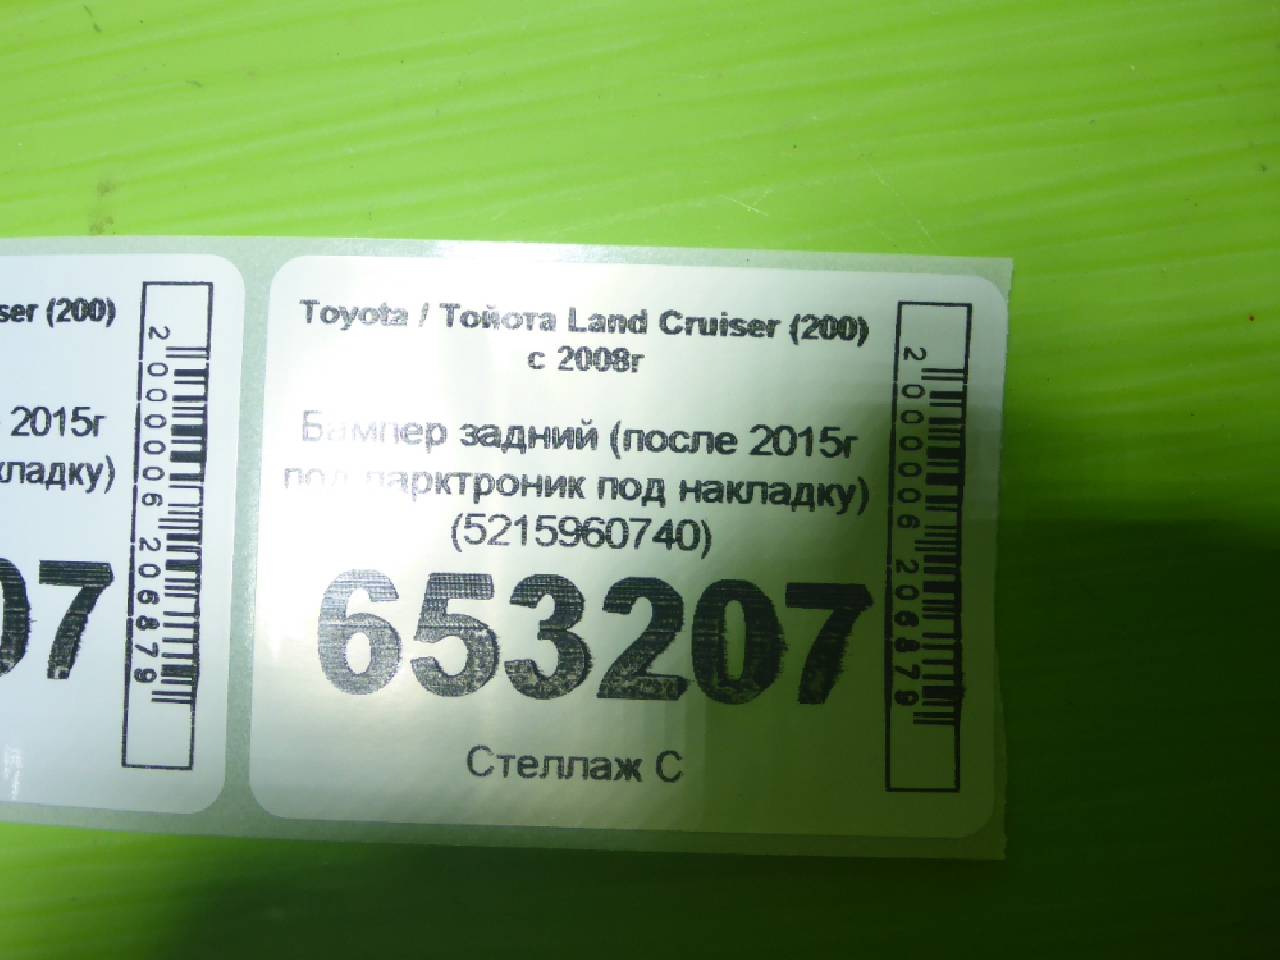 ser (200)
2015г
кладку)
07
2000006206879
Toyota / Тойота Land Cruiser (200)
с 2008г
Бампер задний (после 2015г
под парктроник под накладку)
(5215960740)
653207
Стеллаж С
2000006206879